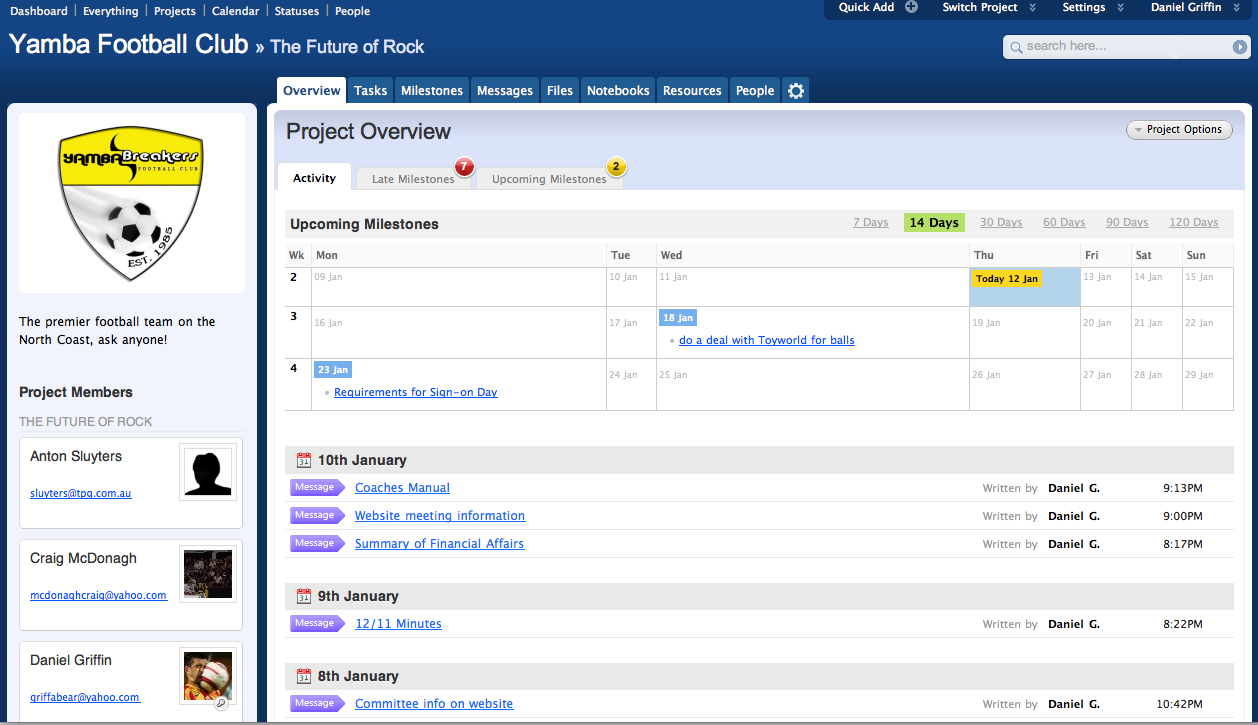 Dashboard | Everything | Projects | Calendar | Statuses | People
Quick Add Switch Project Settings Daniel Griffin
Yamba Football Club » The Future of Rock
search here...
Overview Tasks Milestones Messages Files Notebooks Resources People
YAMBA Breakers
FOOTBALL CLUB
EST. 1985
The premier football team on the
North Coast, ask anyone!
Project Members
THE FUTURE OF ROCK
Anton Sluyters
sluyters@tpg.com.au
Craig McDonagh
mcdonaghcraig@yahoo.com
Daniel Griffin
griffabear@yahoo.com
Project Overview
Project Options
Activity Late Milestones 7 Upcoming Milestones 2
Upcoming Milestones 7 Days 14 Days 30 Days 60 Days 90 Days 120 Days
Wk Mon Tue Wed Thu Fri Sat Sun
2 09 Jan 10 Jan 11 Jan Today 12 Jan 13 Jan 14 Jan 15 Jan
3 16 Jan 17 Jan 18 Jan 19 Jan 20 Jan 21 Jan 22 Jan
do a deal with Toyworld for balls
4 23 Jan 24 Jan 25 Jan 26 Jan 27 Jan 28 Jan 29 Jan
Requirements for Sign-on Day
31 10th January
Message Coaches Manual Written by Daniel G. 9:13PM
Message Website meeting information Written by Daniel G. 9:00PM
Message Summary of Financial Affairs Written by Daniel G. 8:17PM
31 9th January
Message 12/11 Minutes Written by Daniel G. 8:22PM
31 8th January
Message Committee info on website Written by Daniel G. 10:42PM